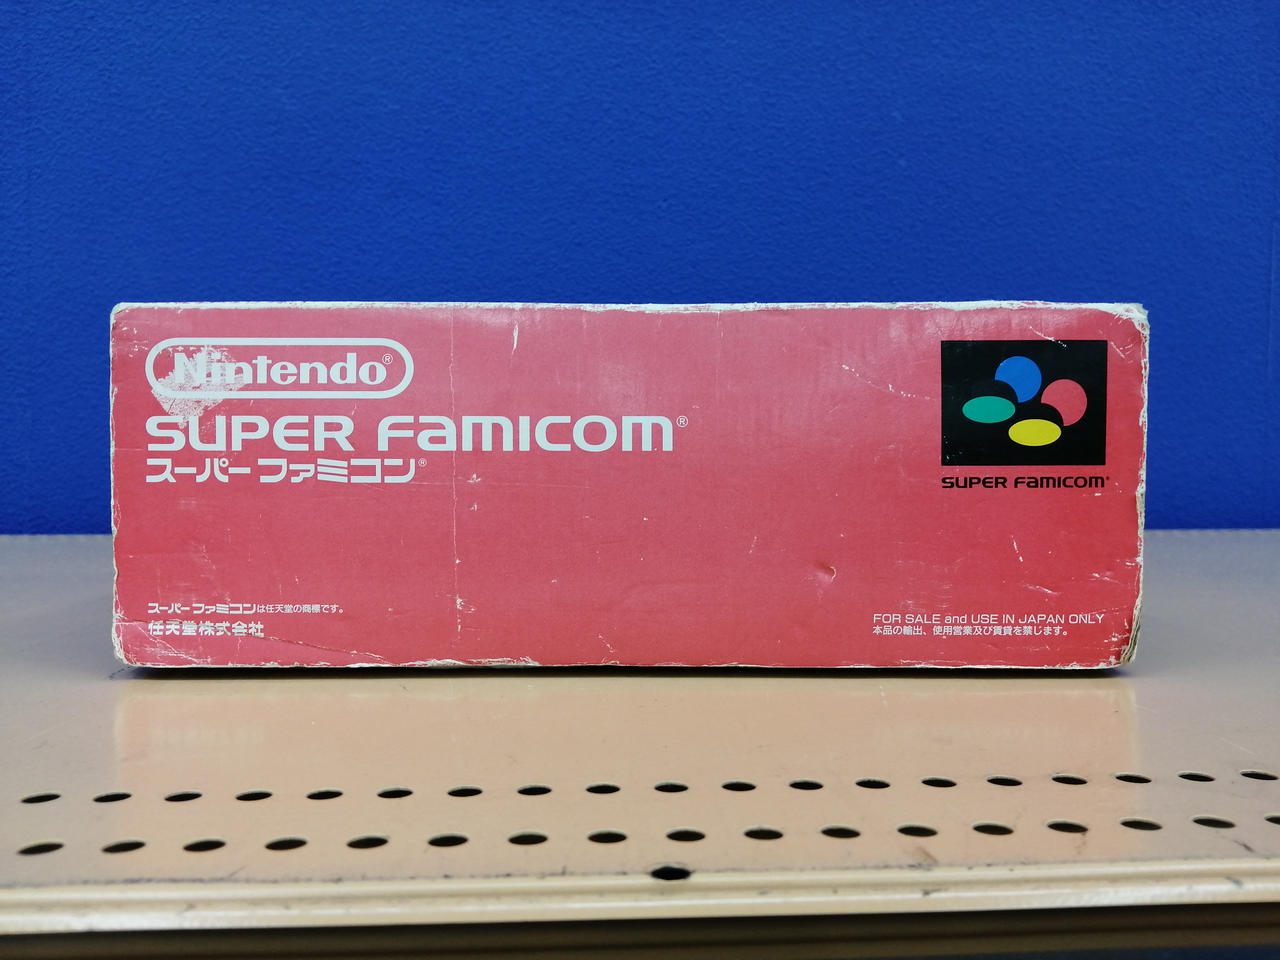 Nintendo®
SUPER FAMICOM®
スーパーファミコン®
SUPER FAMICOM®
スーパーファミコンは任天堂の商標です。
任天堂株式会社
FOR SALE and USE IN JAPAN ONLY
本品の輸出、使用営業及び賃貸を禁じます。